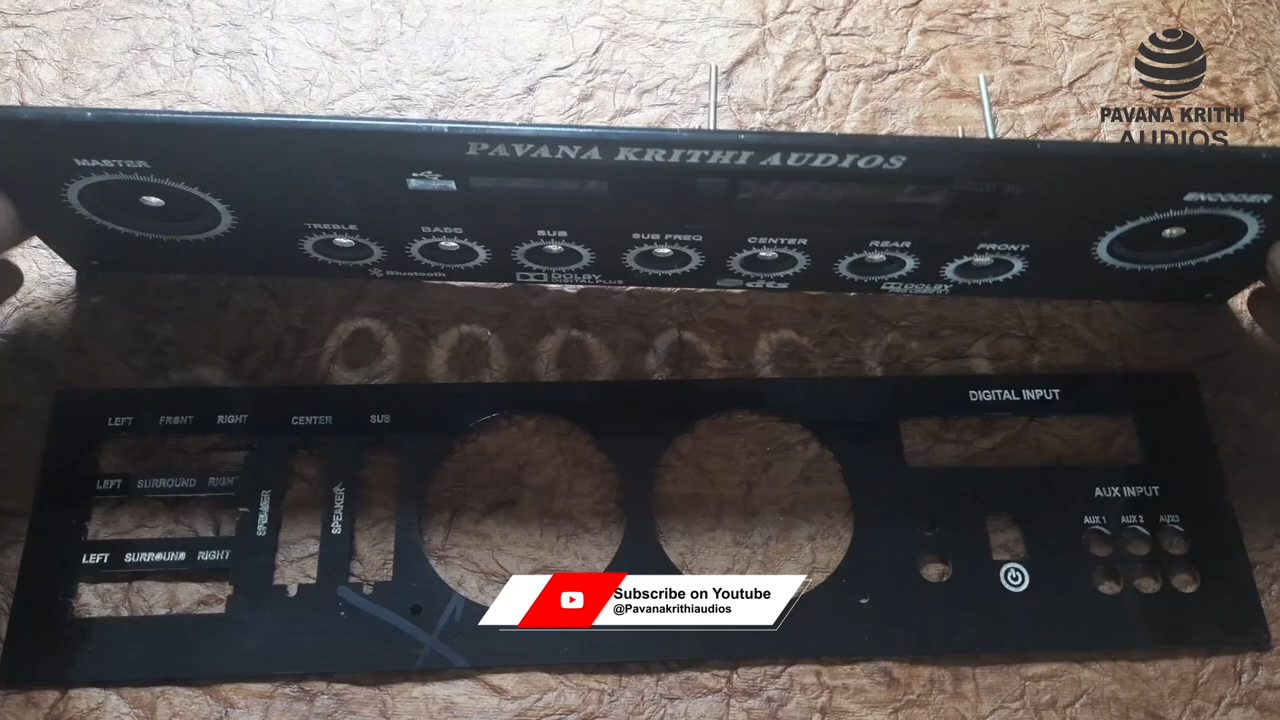 PAVANA KRITHI
AUDIOS
PAVANA KRITHI AUDIOS
MASTER
ENCODER
TREBLE
BASS
SUB
SUB FREQ
CENTER
REAR
FRONT
Bluetooth
DOLBY
DIGITAL PLUS
dts
DOLBY
DIGITAL INPUT
LEFT FRONT RIGHT
CENTER
SUB
LEFT SURROUND RIGHT
SPEAKER
SPEAKER
LEFT SURROUND RIGHT
AUX INPUT
AUX 1 AUX 2 AUX3
Subscribe on Youtube
@Pavanakrithiaudios